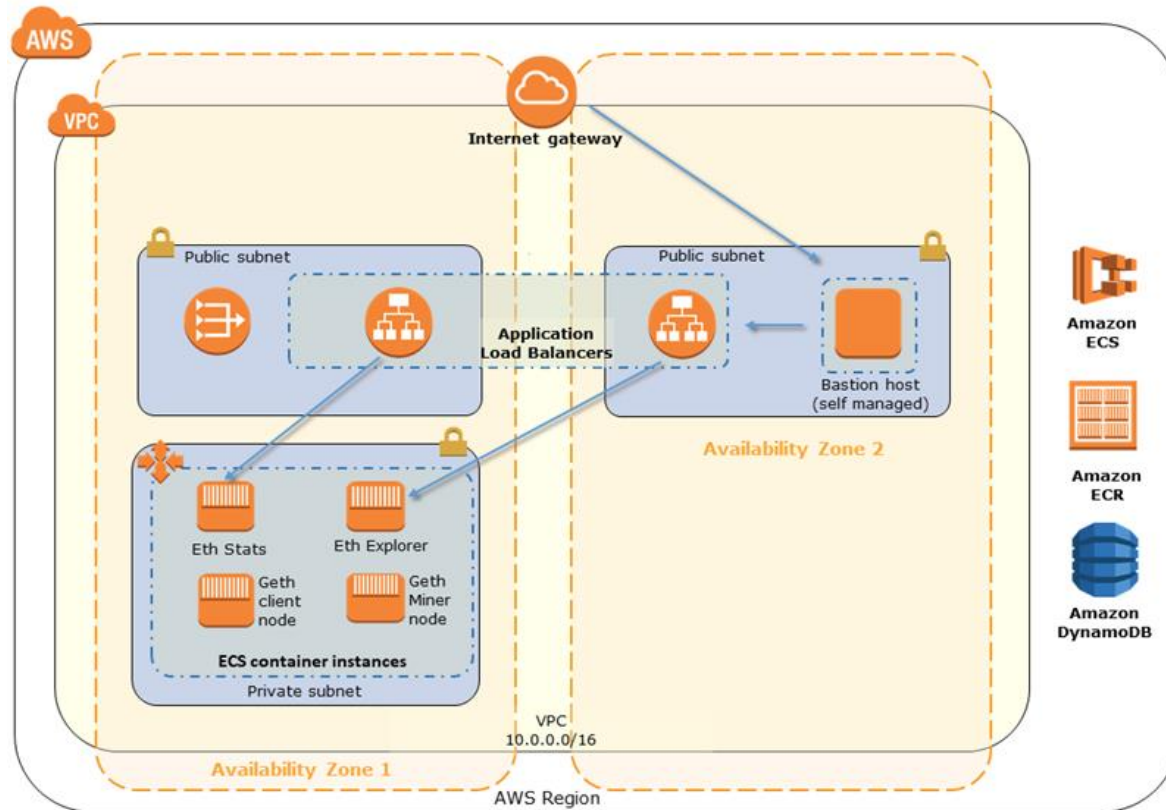 AWS
VPC
Internet gateway
Public subnet
Public subnet
Application
Load Balancers
Bastion host
(self managed)
Availability Zone 2
Eth Stats
Eth Explorer
Geth
client
node
Geth
Miner
node
ECS container instances
Private subnet
VPC
10.0.0.0/16
Availability Zone 1
AWS Region
Amazon
ECS
Amazon
ECR
Amazon
DynamoDB